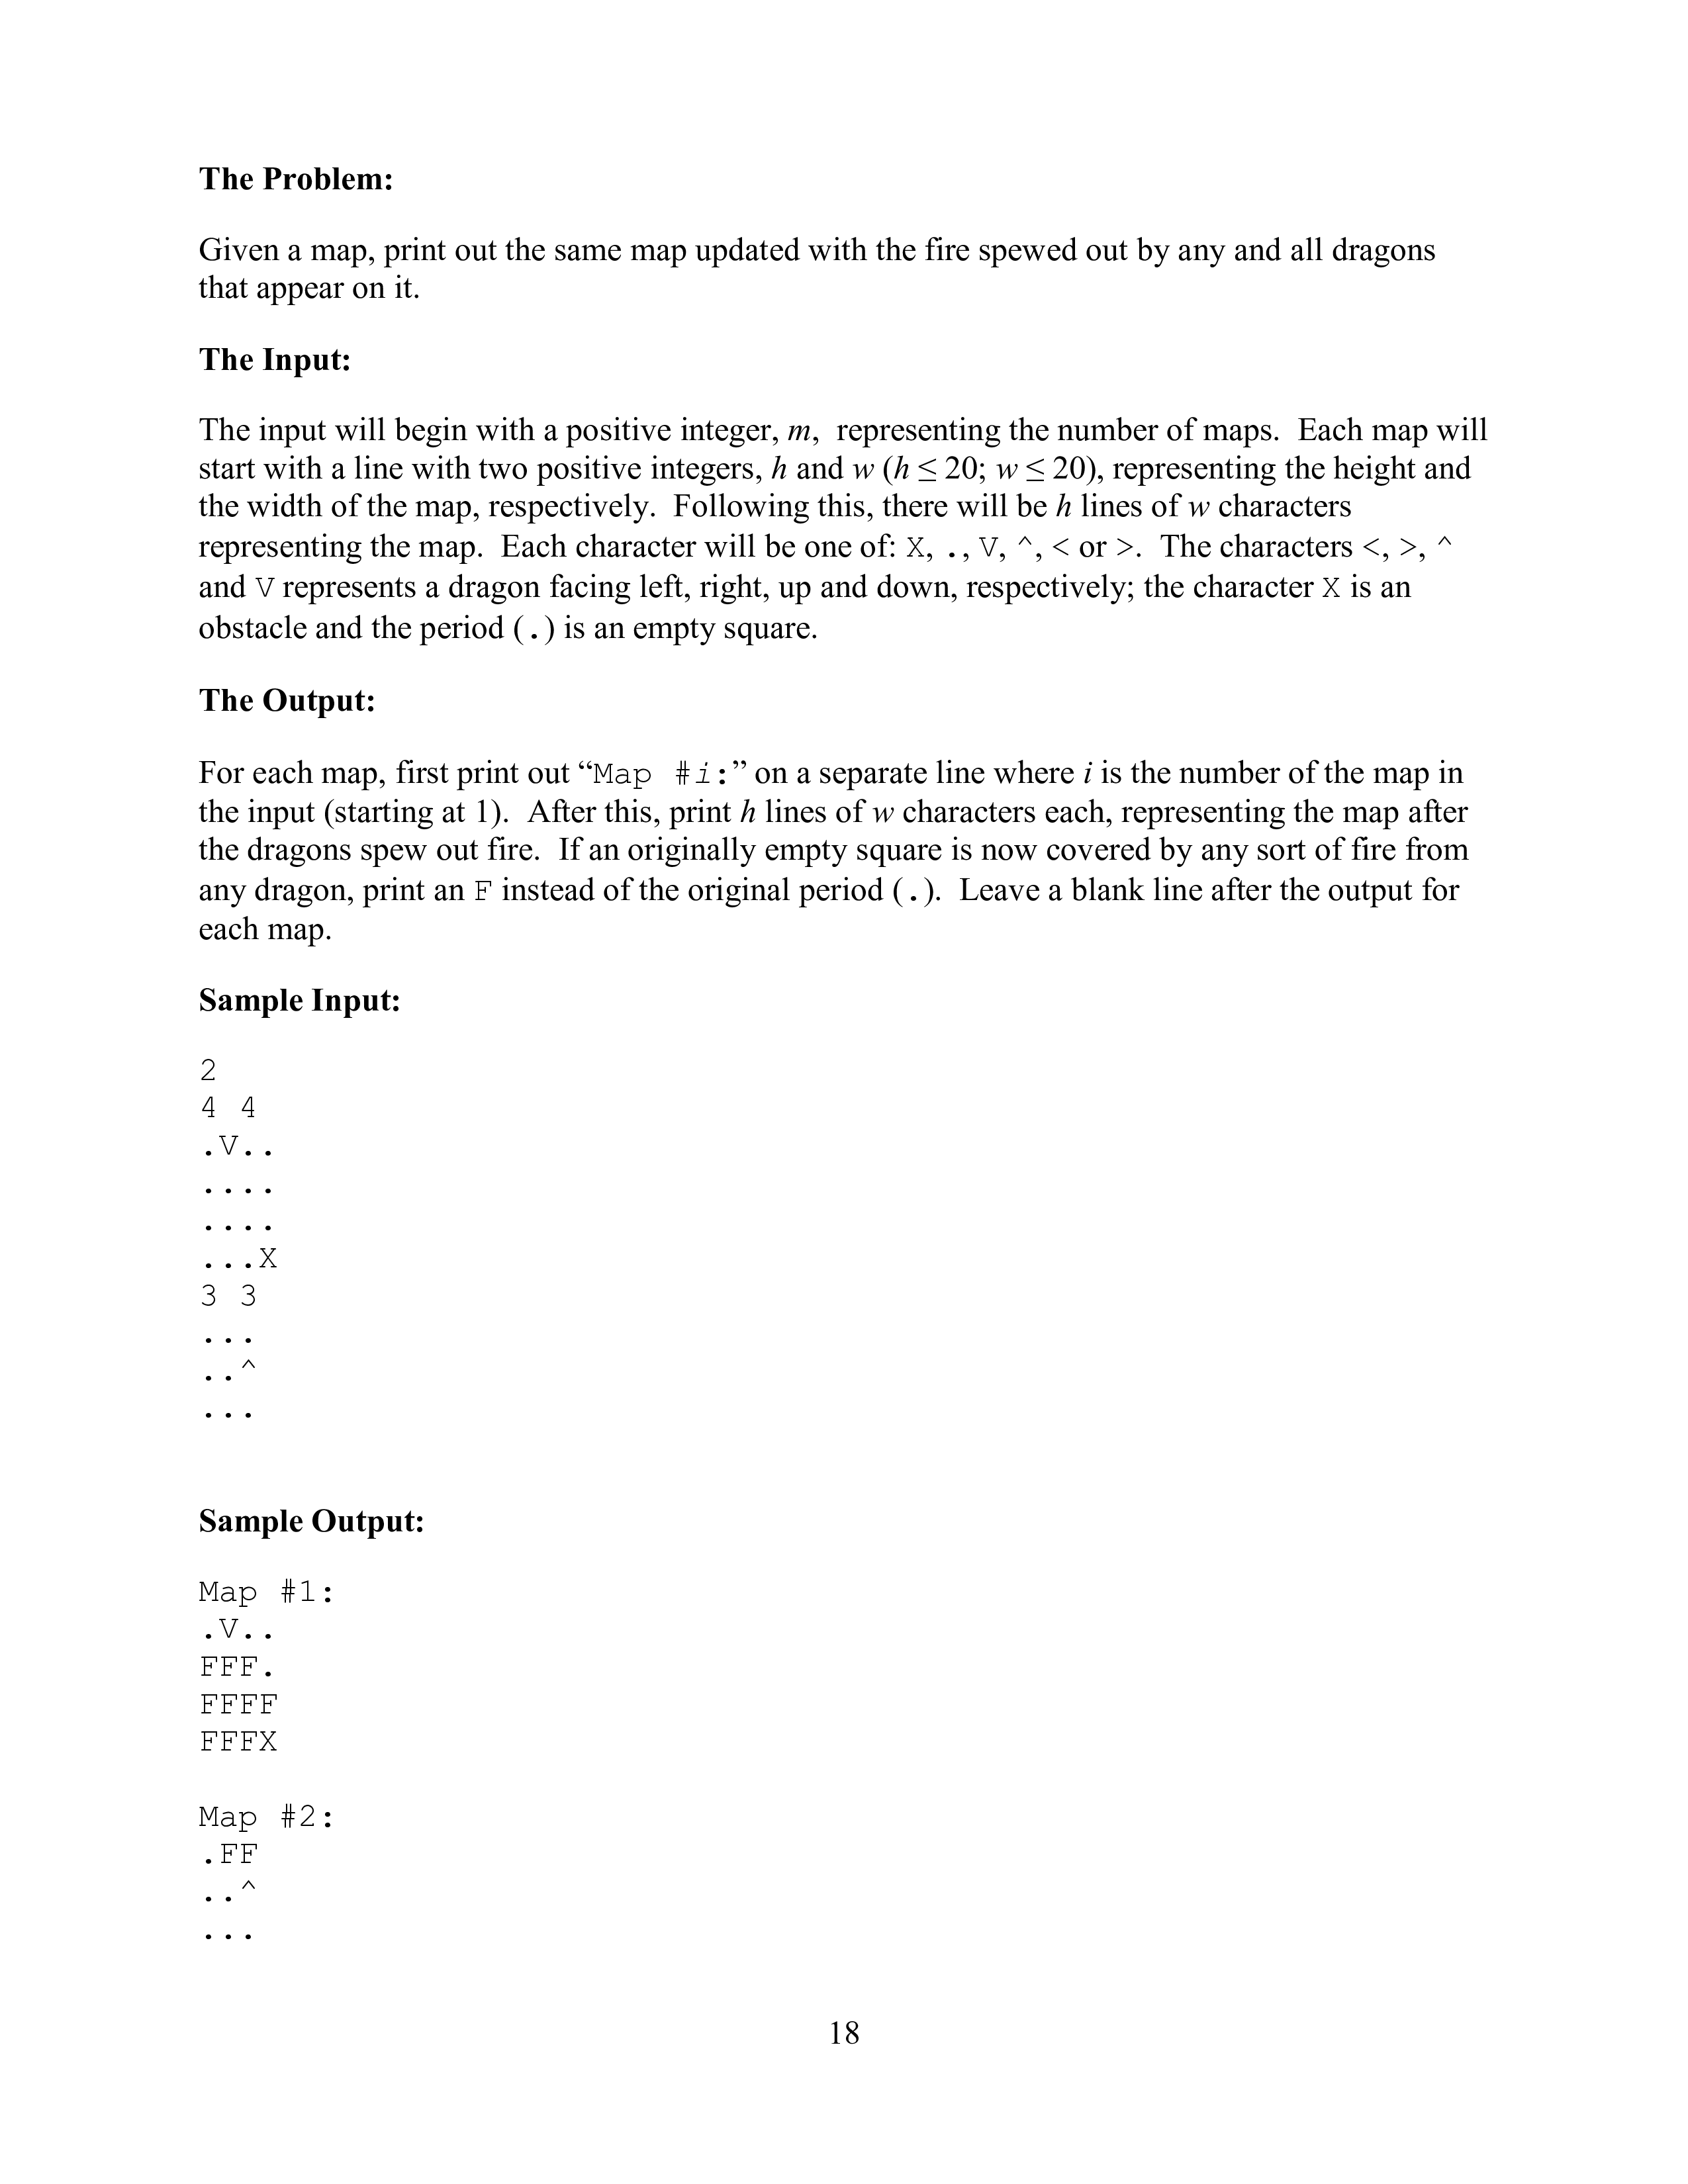 The Problem:
Given a map, print out the same map updated with the fire spewed out by any and all dragons
that appear on it.
The Input:
The input will begin with a positive integer, m,  representing the number of maps.  Each map will
start with a line with two positive integers, h and w (h ≤ 20; w ≤ 20), representing the height and
the width of the map, respectively.  Following this, there will be h lines of w characters
representing the map.  Each character will be one of: X, ., V, ^, < or >.  The characters <, >, ^
and V represents a dragon facing left, right, up and down, respectively; the character X is an
obstacle and the period (.) is an empty square.
The Output:
For each map, first print out “Map #i:” on a separate line where i is the number of the map in
the input (starting at 1).  After this, print h lines of w characters each, representing the map after
the dragons spew out fire.  If an originally empty square is now covered by any sort of fire from
any dragon, print an F instead of the original period (.).  Leave a blank line after the output for
each map.
Sample Input:
2
4 4
.V..
....
....
...X
3 3
...
..^
...
Sample Output:
Map #1:
.V..
FFF.
FFFF
FFFX
Map #2:
.FF
..^
...
18